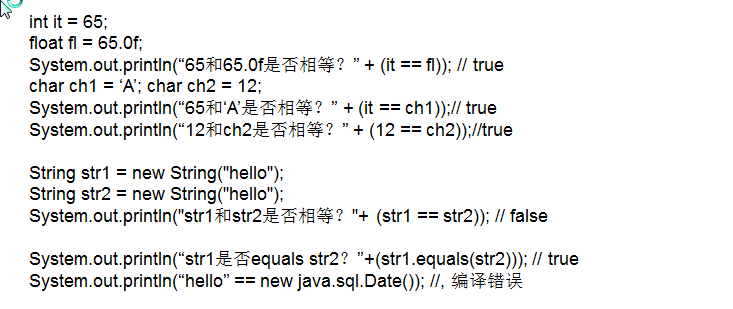 int it = 65;
float fl = 65.0f;
System.out.println(“65和65.0f是否相等？” + (it == fl)); // true
char ch1 = ‘A’; char ch2 = 12;
System.out.println(“65和‘A’是否相等？” + (it == ch1));// true
System.out.println(“12和ch2是否相等？” + (12 == ch2));//true
String str1 = new String("hello");
String str2 = new String("hello");
System.out.println("str1和str2是否相等？"+ (str1 == str2)); // false
System.out.println(“str1是否equals str2？”+(str1.equals(str2))); // true
System.out.println(“hello” == new java.sql.Date()); //, 编译错误